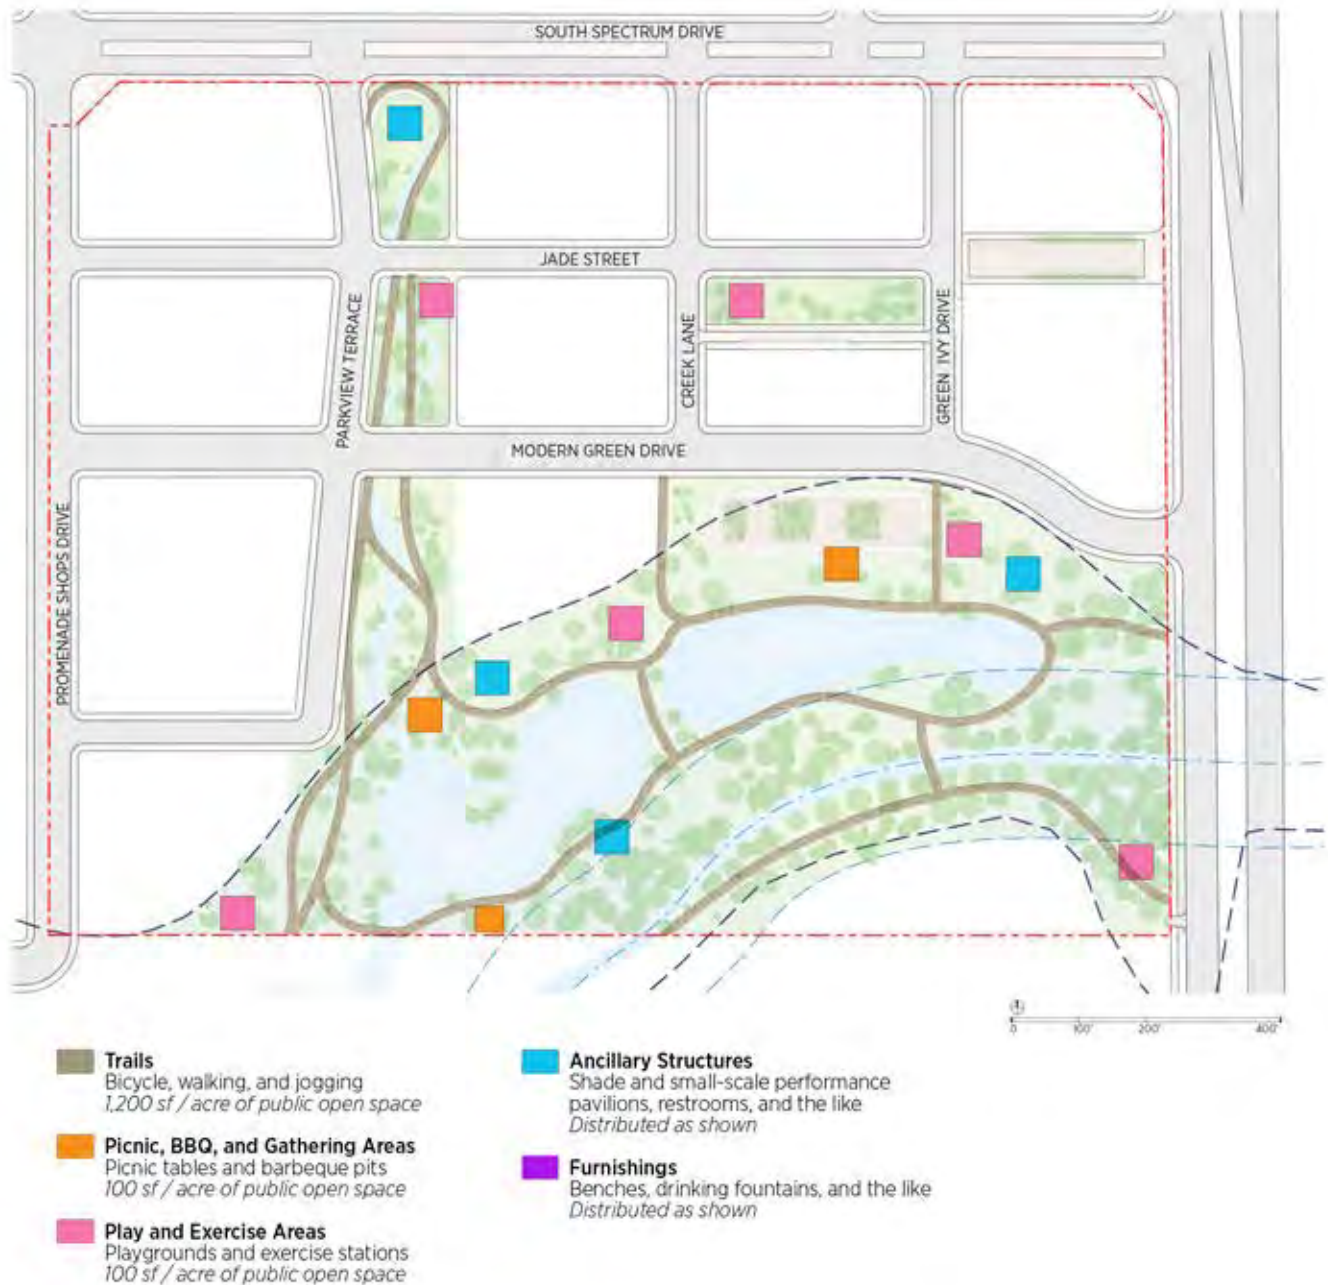 SOUTH SPECTRUM DRIVE
JADE STREET
PARKVIEW TERRACE
CREEK LANE
GREEN IVY DRIVE
MODERN GREEN DRIVE
PROMENADE SHOPS DRIVE
0 100' 200' 400'
Trails
Bicycle, walking, and jogging
1,200 sf / acre of public open space
Picnic, BBQ, and Gathering Areas
Picnic tables and barbeque pits
100 sf / acre of public open space
Play and Exercise Areas
Playgrounds and exercise stations
100 sf / acre of public open space
Ancillary Structures
Shade and small-scale performance
pavilions, restrooms, and the like
Distributed as shown
Furnishings
Benches, drinking fountains, and the like
Distributed as shown